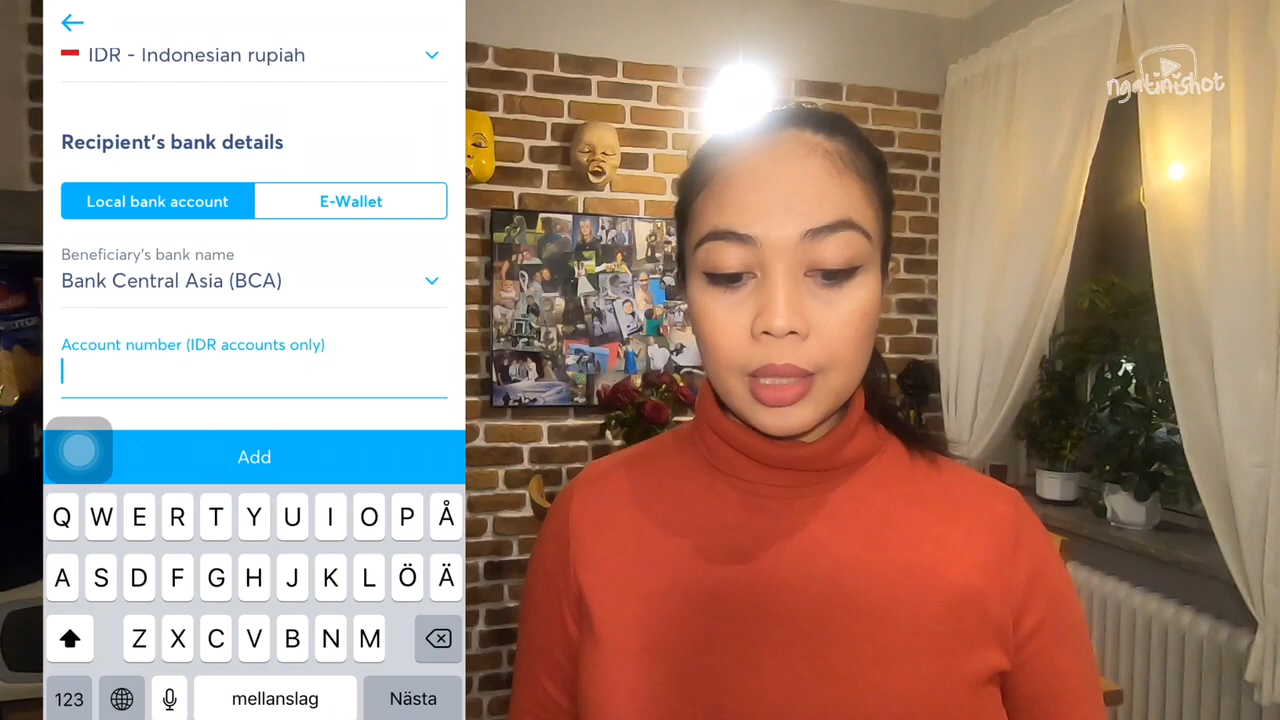 IDR - Indonesian rupiah
Recipient's bank details
Local bank account
E-Wallet
Beneficiary's bank name
Bank Central Asia (BCA)
Account number (IDR accounts only)
Add
Q W E R T Y U I O P Å
A S D F G H J K L Ö Ä
Z X C V B N M
123
mellanslag
Nästa
ngatinishot